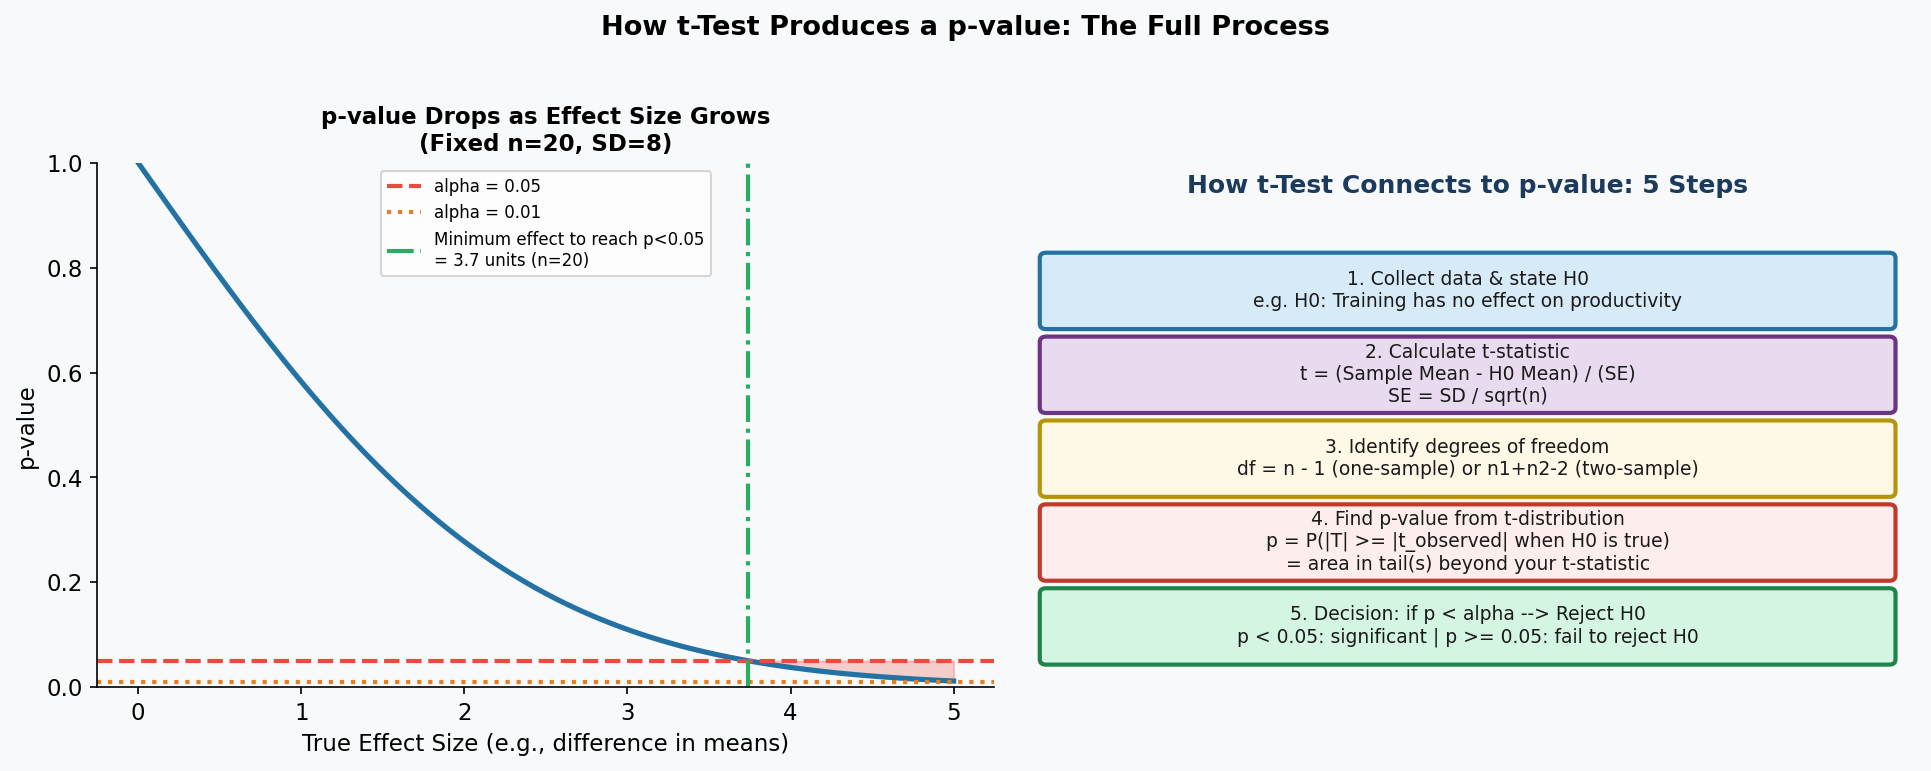 How t-Test Produces a p-value: The Full Process
p-value Drops as Effect Size Grows
(Fixed n=20, SD=8)
alpha = 0.05
alpha = 0.01
Minimum effect to reach p<0.05
= 3.7 units (n=20)
1.0
0.8
0.6
0.4
0.2
0.0
p-value
0 1 2 3 4 5
True Effect Size (e.g., difference in means)
How t-Test Connects to p-value: 5 Steps
1. Collect data & state H0
e.g. H0: Training has no effect on productivity
2. Calculate t-statistic
t = (Sample Mean - H0 Mean) / (SE)
SE = SD / sqrt(n)
3. Identify degrees of freedom
df = n - 1 (one-sample) or n1+n2-2 (two-sample)
4. Find p-value from t-distribution
p = P(|T| >= |t_observed| when H0 is true)
= area in tail(s) beyond your t-statistic
5. Decision: if p < alpha --> Reject H0
p < 0.05: significant | p >= 0.05: fail to reject H0